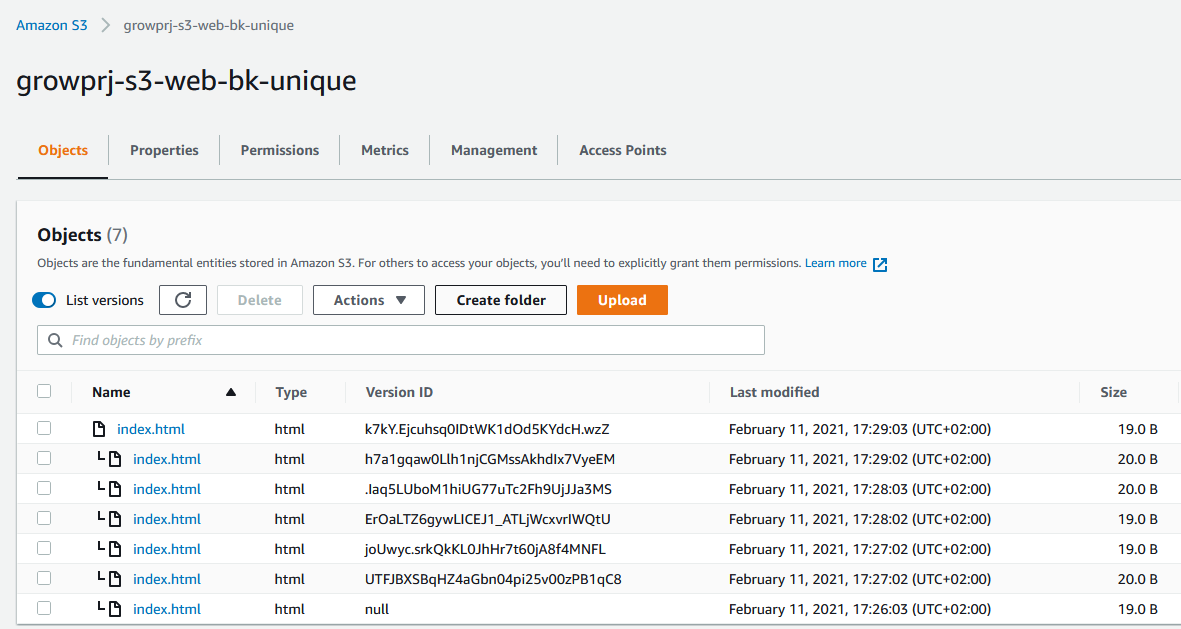 Amazon S3 > growprj-s3-web-bk-unique
growprj-s3-web-bk-unique
Objects Properties Permissions Metrics Management Access Points
Objects (7)
Objects are the fundamental entities stored in Amazon S3. For others to access your objects, you'll need to explicitly grant them permissions. Learn more
List versions Delete Actions Create folder Upload
Find objects by prefix
Name Type Version ID Last modified Size
index.html html k7kY.Ejcuhsq0IDtWK1dOd5KYdcH.wzZ February 11, 2021, 17:29:03 (UTC+02:00) 19.0 B
index.html html h7a1gqaw0Llh1njCGMssAkhdIx7VyeEM February 11, 2021, 17:29:02 (UTC+02:00) 20.0 B
index.html html .Iaq5LUboM1hiUG77uTc2Fh9UjJJa3MS February 11, 2021, 17:28:03 (UTC+02:00) 20.0 B
index.html html ErOaLTZ6gywLICEJ1_ATLjWcxvrIWQtU February 11, 2021, 17:28:02 (UTC+02:00) 19.0 B
index.html html joUwyc.srkQkKL0JhHr7t60jA8f4MNFL February 11, 2021, 17:27:02 (UTC+02:00) 19.0 B
index.html html UTFJBXSBqHZ4aGbn04pi25v00zPB1qC8 February 11, 2021, 17:27:02 (UTC+02:00) 20.0 B
index.html html null February 11, 2021, 17:26:03 (UTC+02:00) 19.0 B